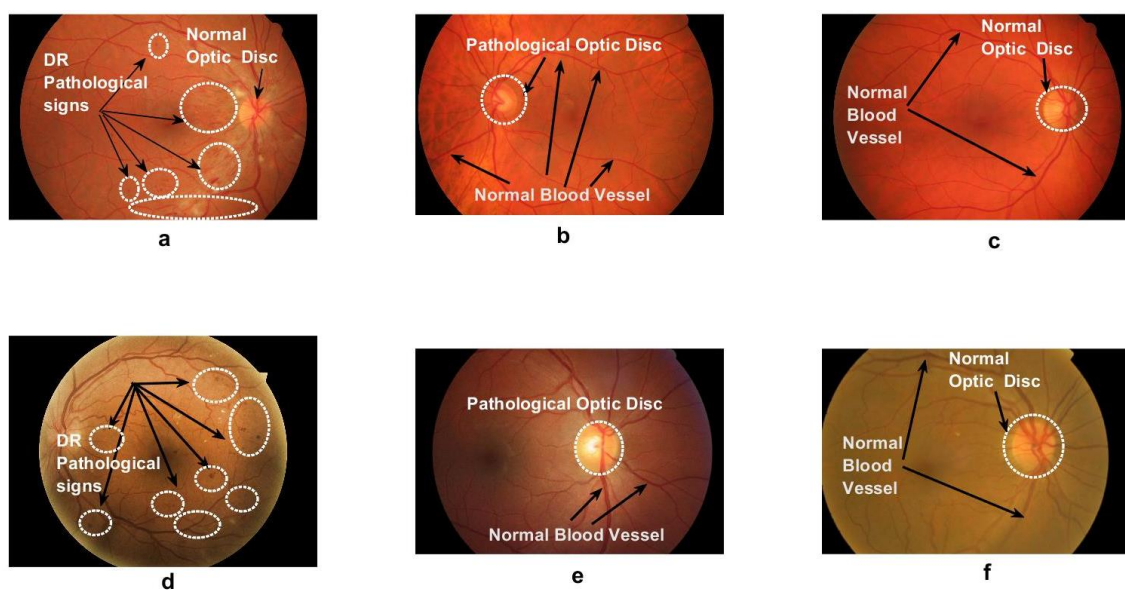 DR
Pathological
signs
Normal
Optic Disc
a
Pathological Optic Disc
Normal Blood Vessel
b
Normal
Optic Disc
Normal
Blood
Vessel
c
DR
Pathological
signs
d
Pathological Optic Disc
Normal Blood Vessel
e
Normal
Optic Disc
Normal
Blood
Vessel
f